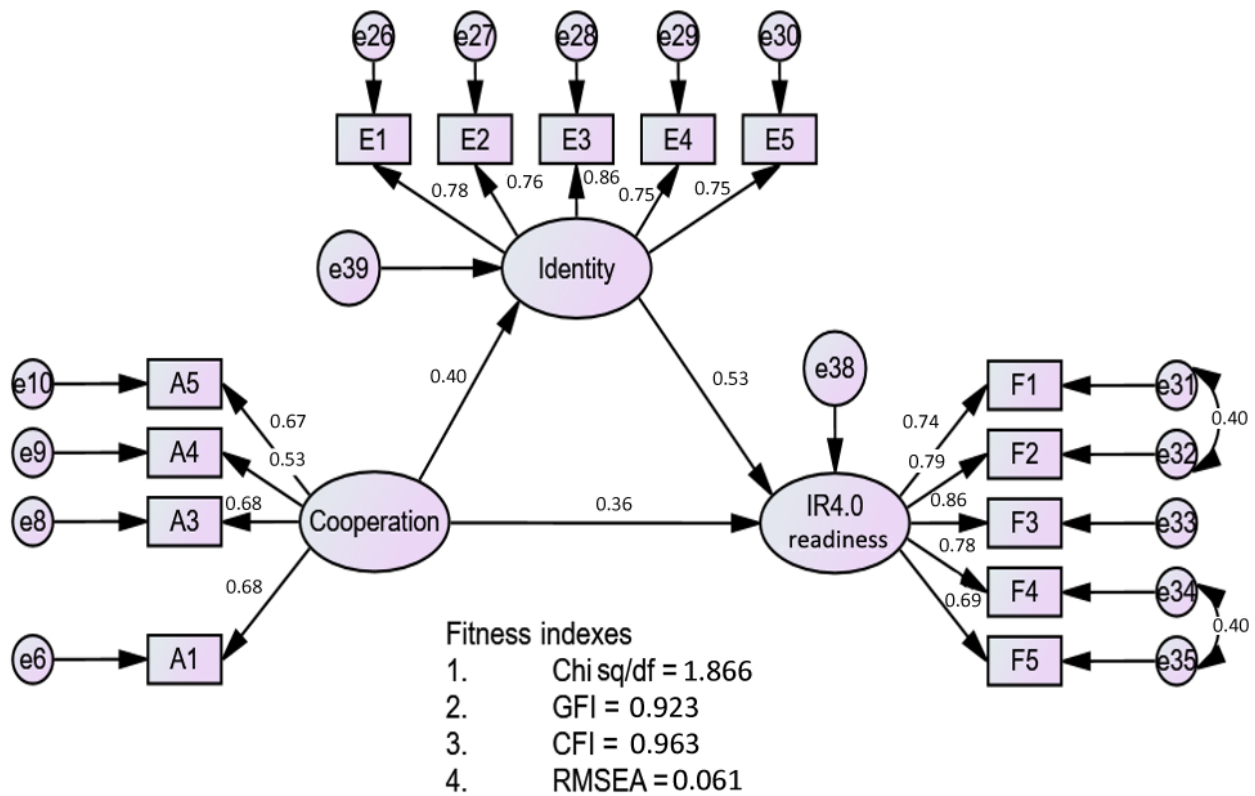 e26 e27 e28 e29 e30
E1 E2 E3 E4 E5
0.78 0.76 0.86 0.75 0.75
e39 Identity
0.40 0.53
e38
e10 A5
0.67
e9 A4
0.53
e8 A3
0.68
e6 A1
0.68
Cooperation
0.36
IR4.0
readiness
0.74 F1 e31
0.40
0.79 F2 e32
0.86 F3 e33
0.78 F4 e34
0.40
0.69 F5 e35
Fitness indexes
1. Chi sq/df = 1.866
2. GFI = 0.923
3. CFI = 0.963
4. RMSEA = 0.061